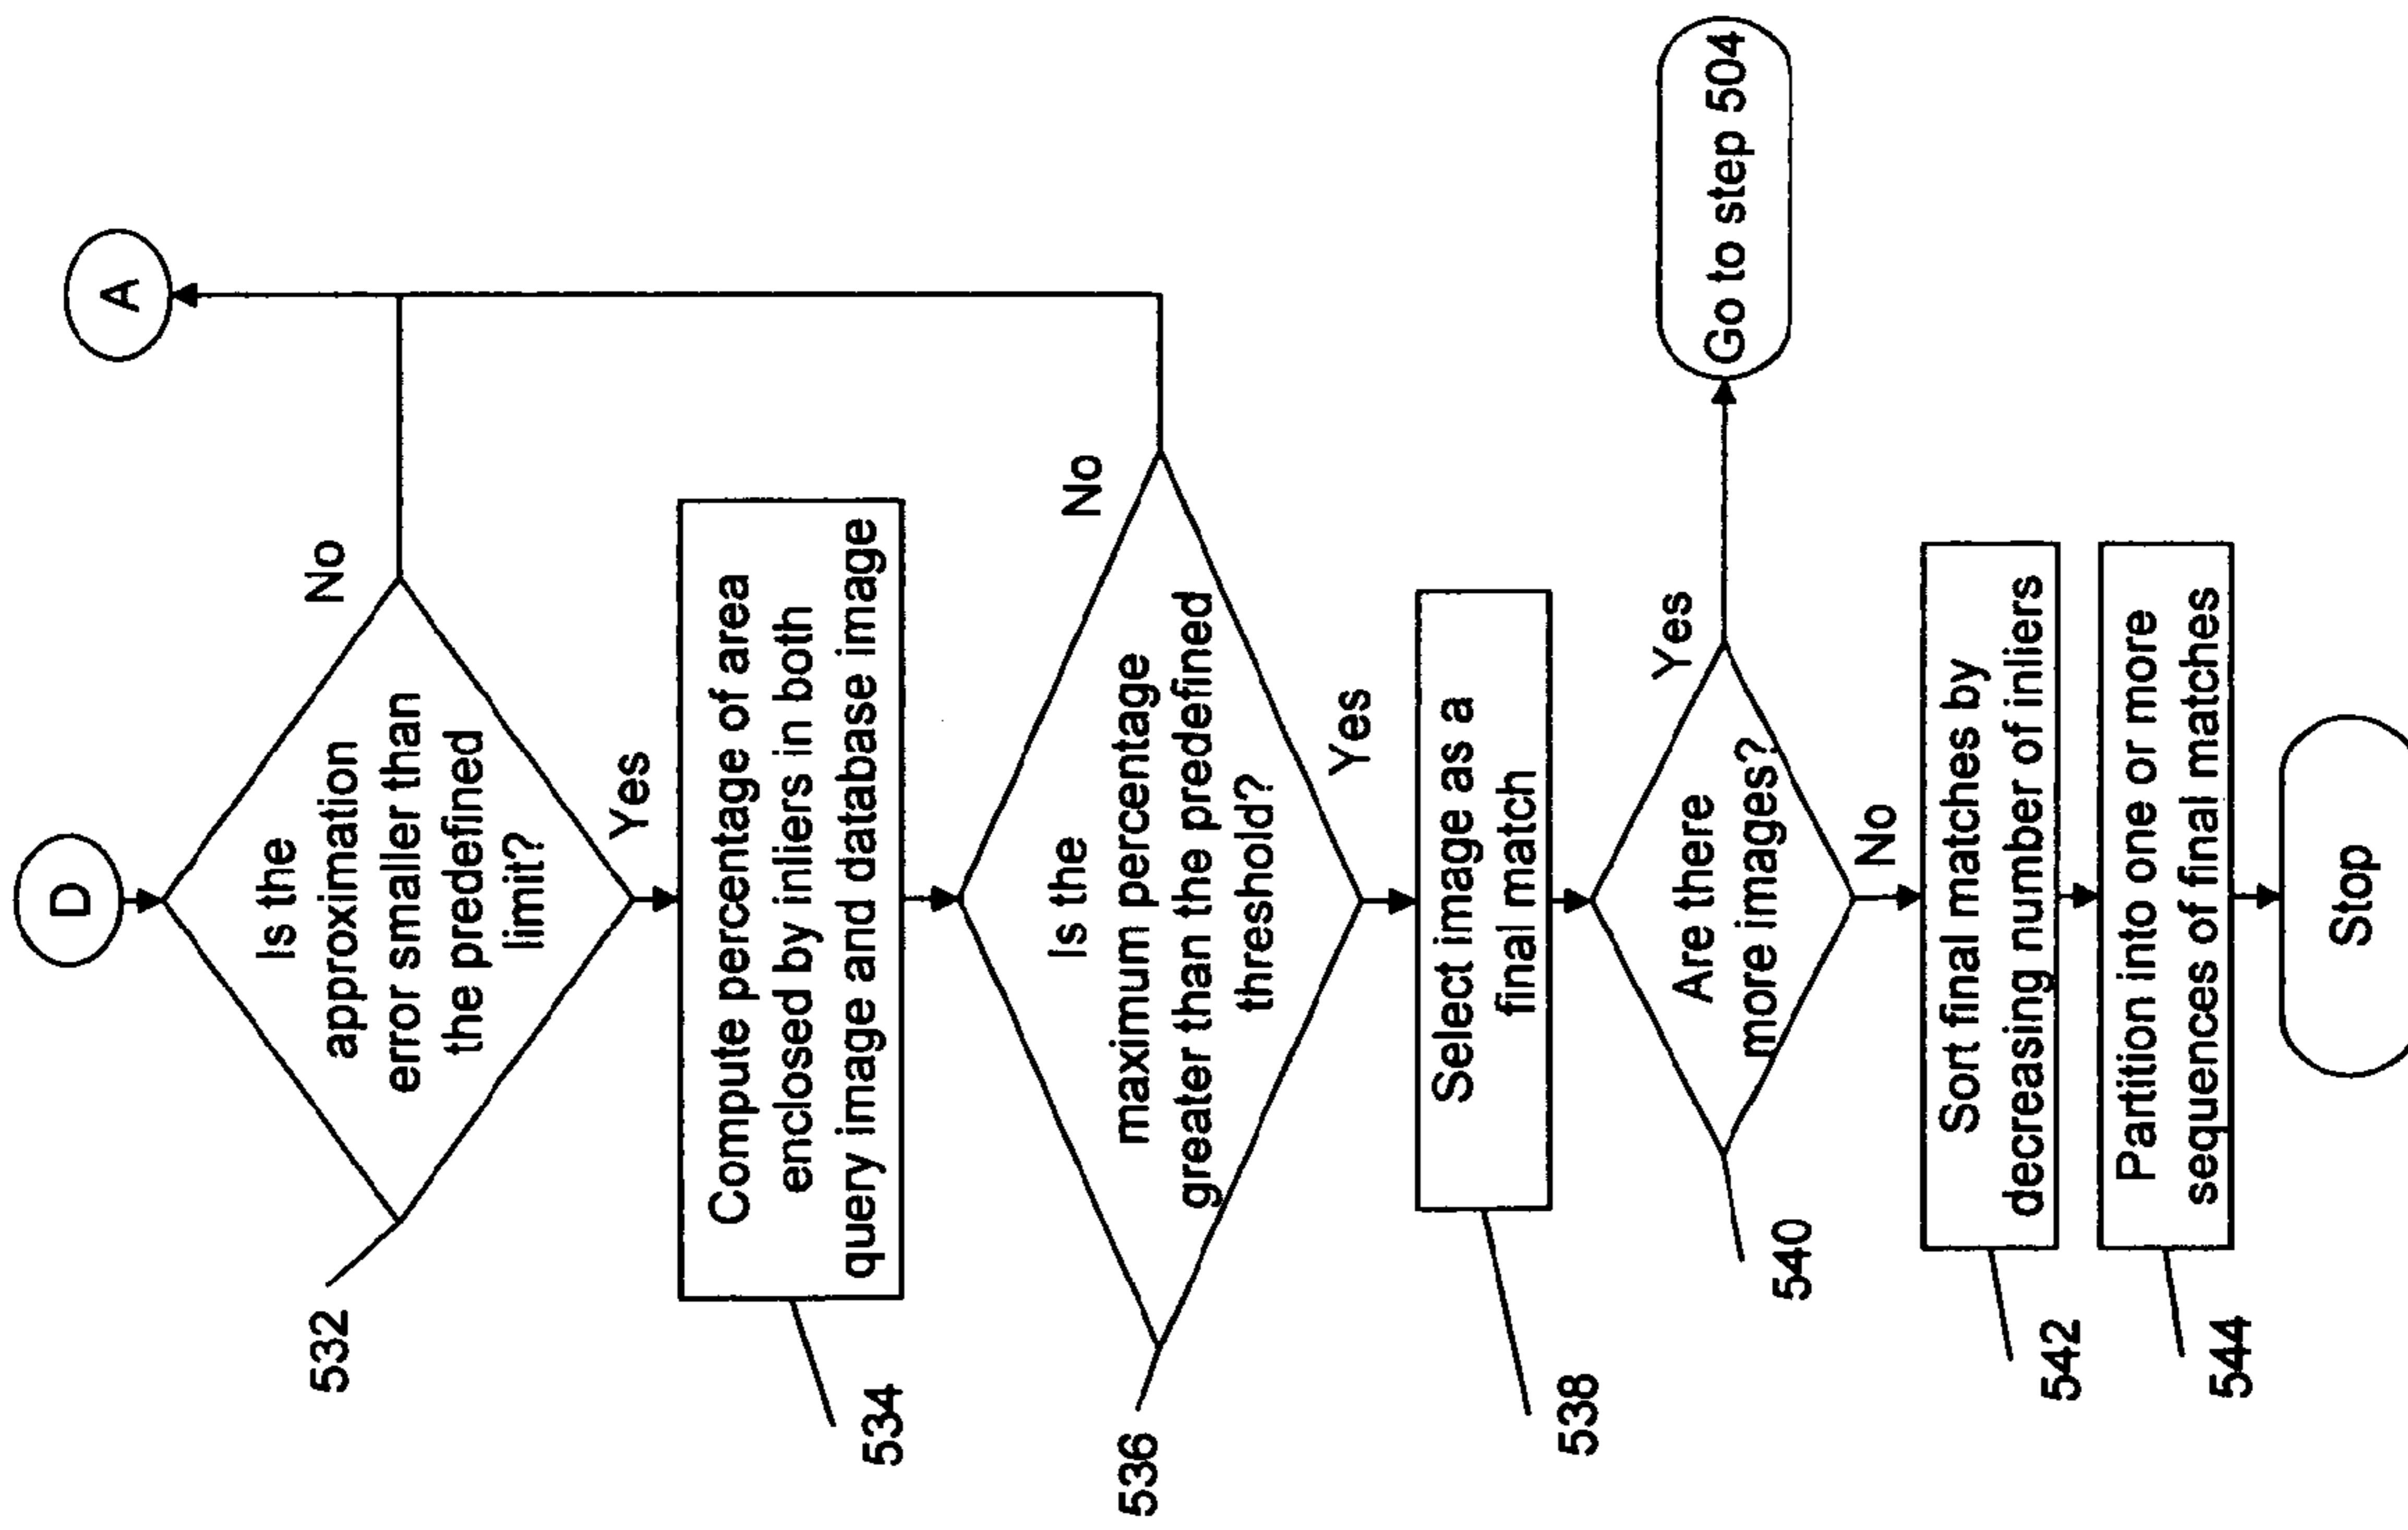 D
A
Is the
approximation
error smaller than
the predefined
limit?
No
Yes
532
Compute percentage of area
enclosed by inliers in both
query image and database image
534
Is the
maximum percentage
greater than the predefined
threshold?
No
Yes
536
Select image as a
final match
538
Are there
more images?
Yes
Go to step 504
No
540
Sort final matches by
decreasing number of inliers
542
Partition into one or more
sequences of final matches
544
Stop